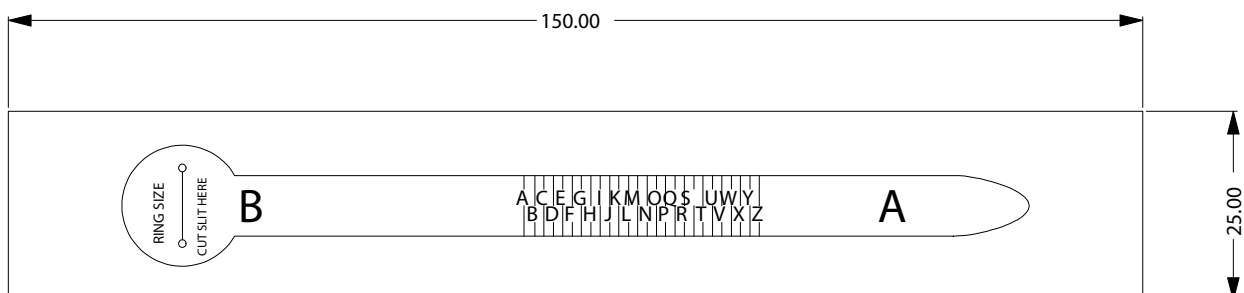 150.00
25.00
RING SIZE
CUT SLIT HERE
B
A C E G I K M O Q S U W Y
B D F H J L N P R T V X Z
A